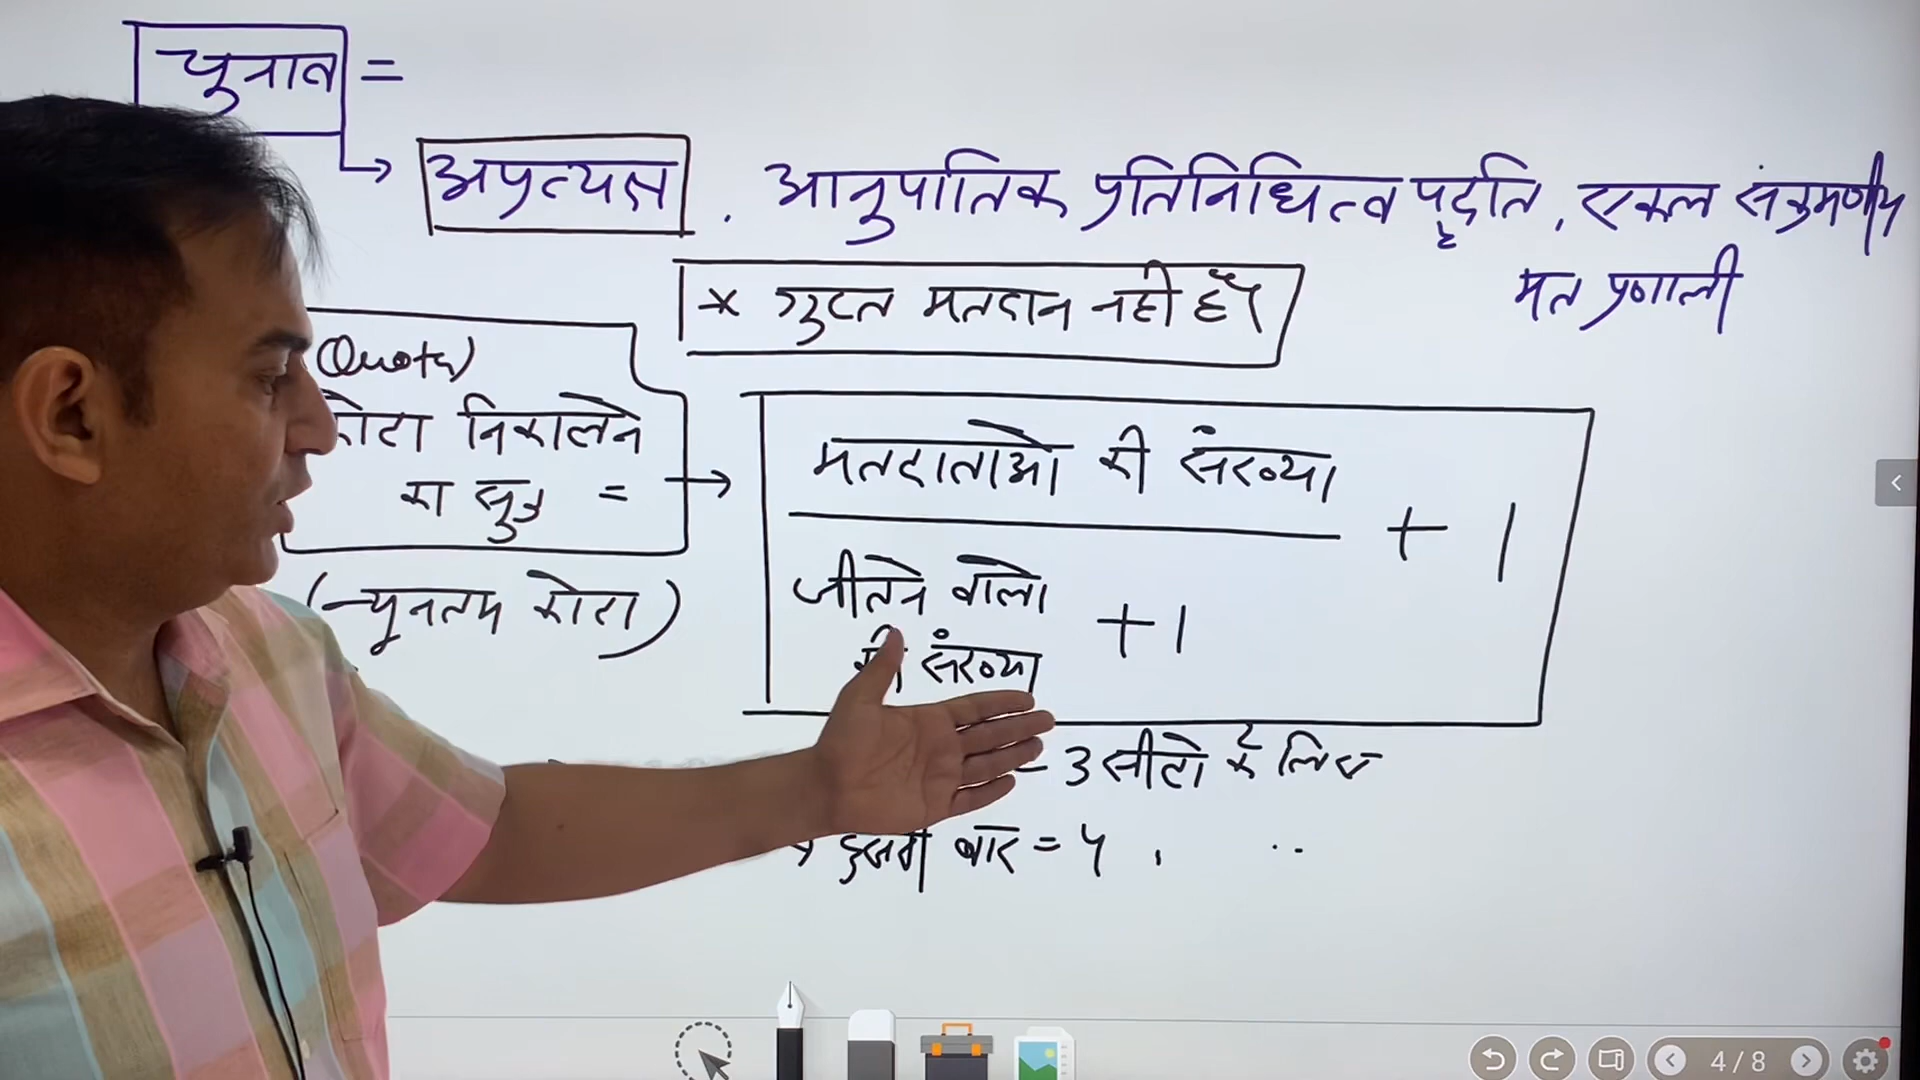 चुनाव =
अप्रत्यक्ष . आनुपातिक प्रतिनिधित्व पद्धति, एकल संक्रमणीय
मत प्रणाली
* गुप्त मतदान नही है
(Quota)
कोटा निकालने
का सूत्र =
(न्यूनतम कोटा)
मतदाताओ की संख्या
+ 1
जीतने वालो
की संख्या
+1
= 3 सीटो के लिए
दूसरी बार = 4 ,
4 / 8